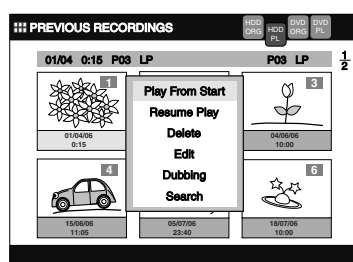 PREVIOUS RECORDINGS
HDD ORG
HDD PL
DVD ORG
DVD PL
01/04 0:15 P03 LP P03 LP
1/2
1
3
Play From Start
Resume Play
Delete
Edit
Dubbing
Search
01/04/06
0:15
04/06/06
10:00
4
6
15/06/06
11:05
05/07/06
23:40
18/07/06
10:00